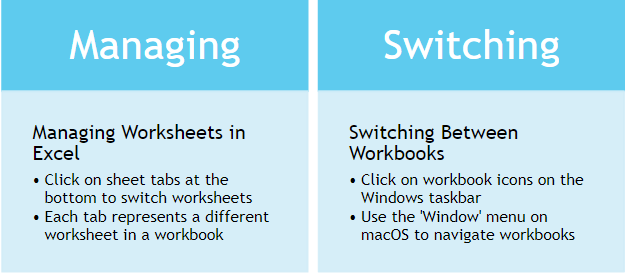 Managing
Managing Worksheets in
Excel
• Click on sheet tabs at the
bottom to switch worksheets
• Each tab represents a different
worksheet in a workbook
Switching
Switching Between
Workbooks
• Click on workbook icons on the
Windows taskbar
• Use the 'Window' menu on
macOS to navigate workbooks